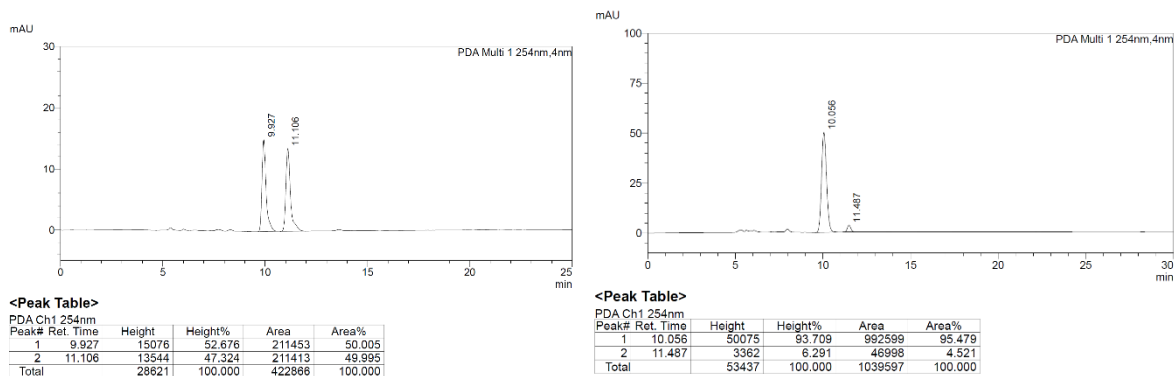 mAU
30
PDA Multi 1 254nm,4nm
20
9.927
11.106
10
0
0 5 10 15 20 25
min
<Peak Table>
PDA Ch1 254nm
Peak# Ret. Time Height Height% Area Area%
1 9.927 15076 52.676 211453 50.005
2 11.106 13544 47.324 211413 49.995
Total 28621 100.000 422866 100.000
mAU
100
PDA Multi 1 254nm,4nm
75
10.056
50
25
11.487
0
0 5 10 15 20 25 30
min
<Peak Table>
PDA Ch1 254nm
Peak# Ret. Time Height Height% Area Area%
1 10.056 50075 93.709 992599 95.479
2 11.487 3362 6.291 46998 4.521
Total 53437 100.000 1039597 100.000